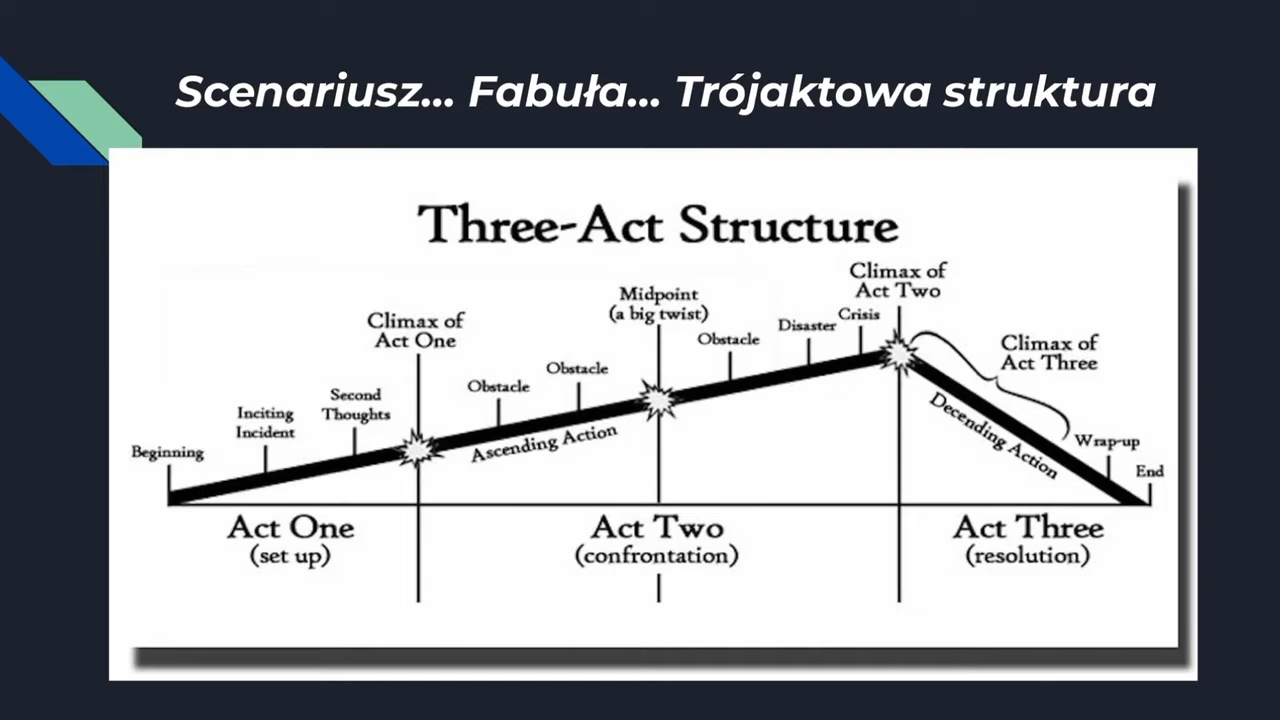 Scenariusz... Fabuła... Trójaktowa struktura
Three-Act Structure
Beginning
Inciting
Incident
Second
Thoughts
Climax of
Act One
Obstacle
Obstacle
Ascending Action
Midpoint
(a big twist)
Obstacle
Disaster
Crisis
Climax of
Act Two
Climax of
Act Three
Decending Action
Wrap-up
End
Act One
(set up)
Act Two
(confrontation)
Act Three
(resolution)